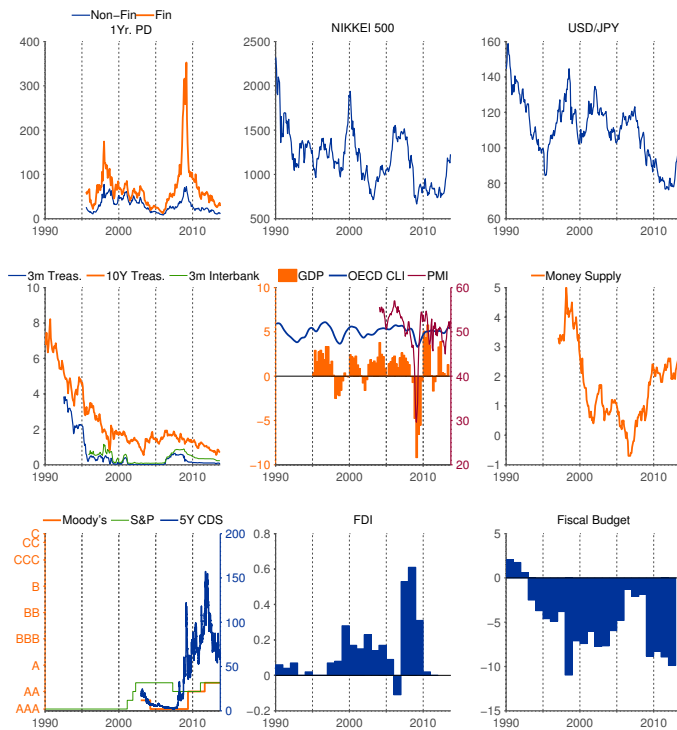 Non−Fin Fin
1Yr. PD
NIKKEI 500
USD/JPY
400
300
200
100
0
1990 2000 2010
2500
2100
1700
1300
900
500
1990 2000 2010
160
140
120
100
80
60
1990 2000 2010
3m Treas. 10Y Treas. 3m Interbank
GDP OECD CLI PMI
Money Supply
10
8
6
4
2
0
1990 2000 2010
10
5
0
−5
−10
60
50
40
30
20
1990 2000 2010
5
4
3
2
1
0
−1
1990 2000 2010
Moody's S&P 5Y CDS
FDI
Fiscal Budget
C
CC
CCC
B
BB
BBB
A
AA
AAA
200
150
100
50
0
1990 2000 2010
0.8
0.6
0.4
0.2
0
−0.2
1990 2000 2010
5
0
−5
−10
−15
1990 2000 2010